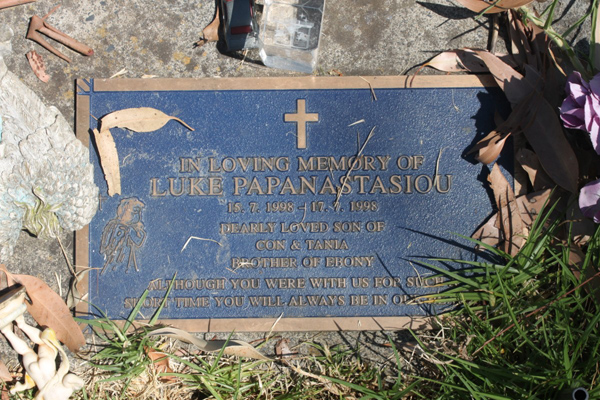 IN LOVING MEMORY OF
LUKE PAPANASTASIOU
15. 7. 1998 - 17. 7. 1998
DEARLY LOVED SON OF
CON & TANIA
BROTHER OF EBONY
ALTHOUGH YOU WERE WITH US FOR SUCH
SHORT TIME YOU WILL ALWAYS BE IN